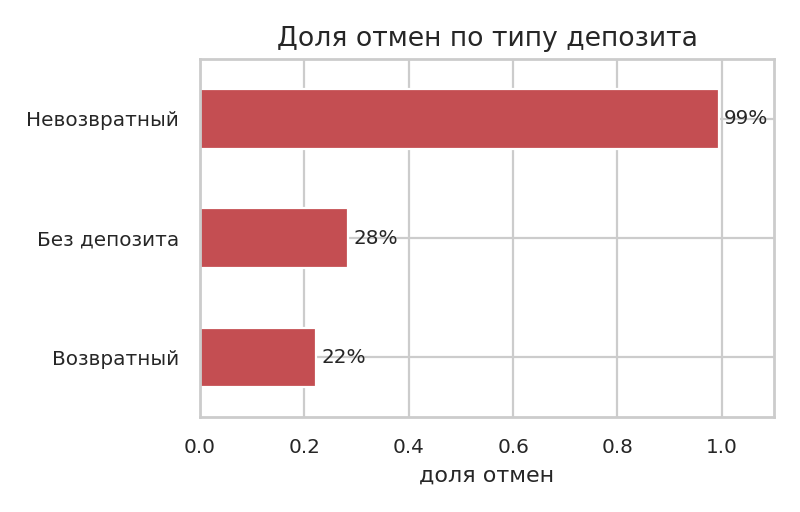 Доля отмен по типу депозита
Невозвратный
99%
Без депозита
28%
Возвратный
22%
0.0 0.2 0.4 0.6 0.8 1.0
доля отмен